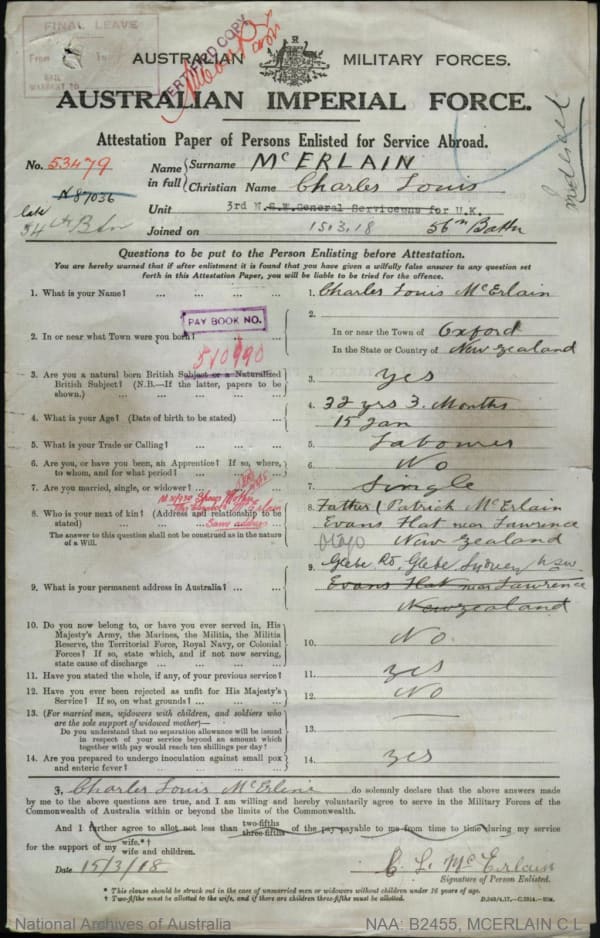 FINAL LEAVE
From In
RAIL
WARRANT TO
CERTIFIED COPY
AUSTRALIAN MILITARY FORCES.
AUSTRALIAN IMPERIAL FORCE.
Attestation Paper of Persons Enlisted for Service Abroad.
No. 53479
N 87036
Name in full { Surname McERLAIN
Christian Name Charles Louis
late
54th Btn
Unit 3rd N.S.W. General Service for U.K.
Joined on 15.3.18 56th Battn
Questions to be put to the Person Enlisting before Attestation.
You are hereby warned that if after enlistment it is found that you have given a wilfully false answer to any question set
forth in this Attestation Paper, you will be liable to be tried for the offence.
1. What is your Name? ... ... ... ... 1. Charles Louis McErlain
PAY BOOK NO.
510990
2. In or near what Town were you born? 2.
In or near the Town of Oxford
In the State or Country of New Zealand
3. Are you a natural born British Subject or a Naturalized
British Subject? (N.B.—If the latter, papers to be
shown.) ... ... ... ... 3. yes
4. What is your Age? (Date of birth to be stated) ... ... 4. 32 yrs 3. Months
15 Jan
5. What is your Trade or Calling? ... ... ... 5. Labourer
6. Are you, or have you been, an Apprentice? If so, where,
to whom, and for what period? ... ... ... 6. No
7. Are you married, single, or widower? 7. Single
8. Who is your next of kin? (Address and relationship to be
stated) ... ... Same address
The answer to this question shall not be construed as in the nature
of a Will.
8. Father (Patrick McErlain
Evans Flat near Lawrence
Otago New Zealand
9. What is your permanent address in Australia? ... ... 9. Glebe Rd, Glebe Sydney NSW
Evans Flat near Lawrence
New Zealand
10. Do you now belong to, or have you ever served in, His
Majesty's Army, the Marines, the Militia, the Militia
Reserve, the Territorial Force, Royal Navy, or Colonial
Forces? If so, state which, and if not now serving,
state cause of discharge ... ... ... ... 10. No.
11. Have you stated the whole, if any, of your previous service? 11. yes
12. Have you ever been rejected as unfit for His Majesty's
Service? If so, on what grounds? ... ... ... 12. No
13. (For married men, widowers with children, and soldiers who
are the sole support of widowed mother)—
Do you understand that no separation allowance will be issued
in respect of your service beyond an amount which
together with pay would reach ten shillings per day? 13. —
14. Are you prepared to undergo inoculation against small pox
and enteric fever? ... ... ... ... 14. yes
I, Charles Louis McErline do solemnly declare that the above answers made
by me to the above questions are true, and I am willing and hereby voluntarily agree to serve in the Military Forces of the
Commonwealth of Australia within or beyond the limits of the Commonwealth.
And I further agree to allot not less than two-fifths three-fifths of the pay payable to me from time to time during my service
for the support of my wife.*† wife and children.
Date 15/3/18 C. L. McErlain
Signature of Person Enlisted.
* This clause should be struck out in the case of unmarried men or widowers without children under 16 years of age.
† Two-fifths must be allotted to the wife, and if there are children three-fifths must be allotted.
National Archives of Australia
NAA: B2455, MCERLAIN C L